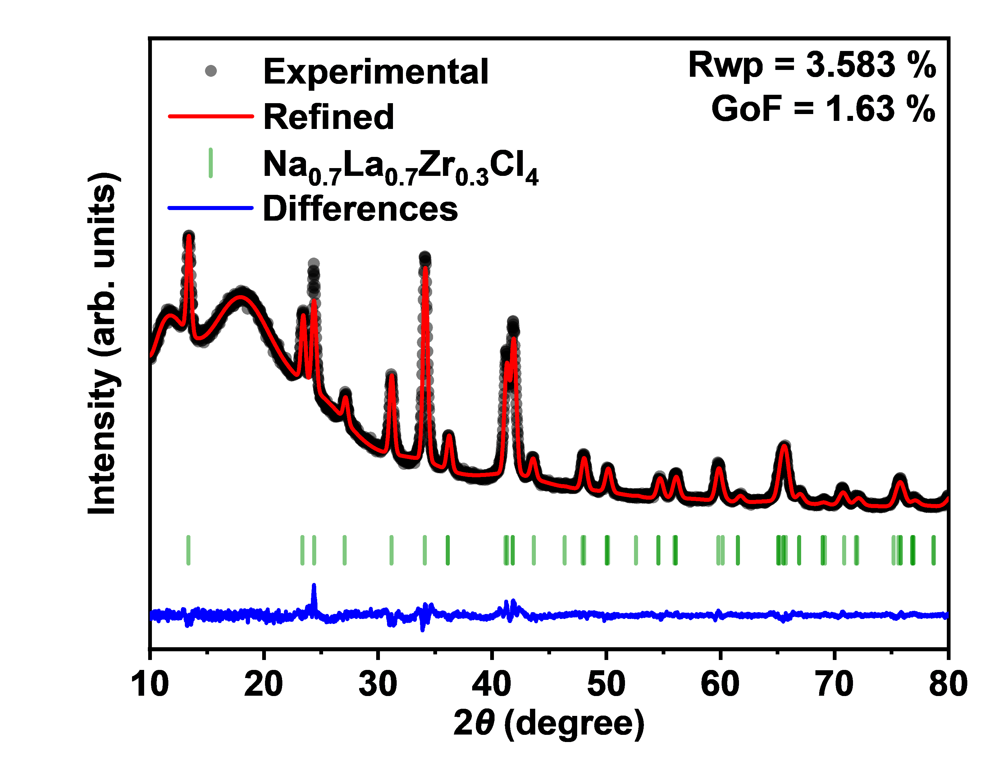 Experimental
Refined
Na0.7La0.7Zr0.3Cl4
Differences
Rwp = 3.583 %
GoF = 1.63 %
Intensity (arb. units)
10 20 30 40 50 60 70 80
2θ (degree)